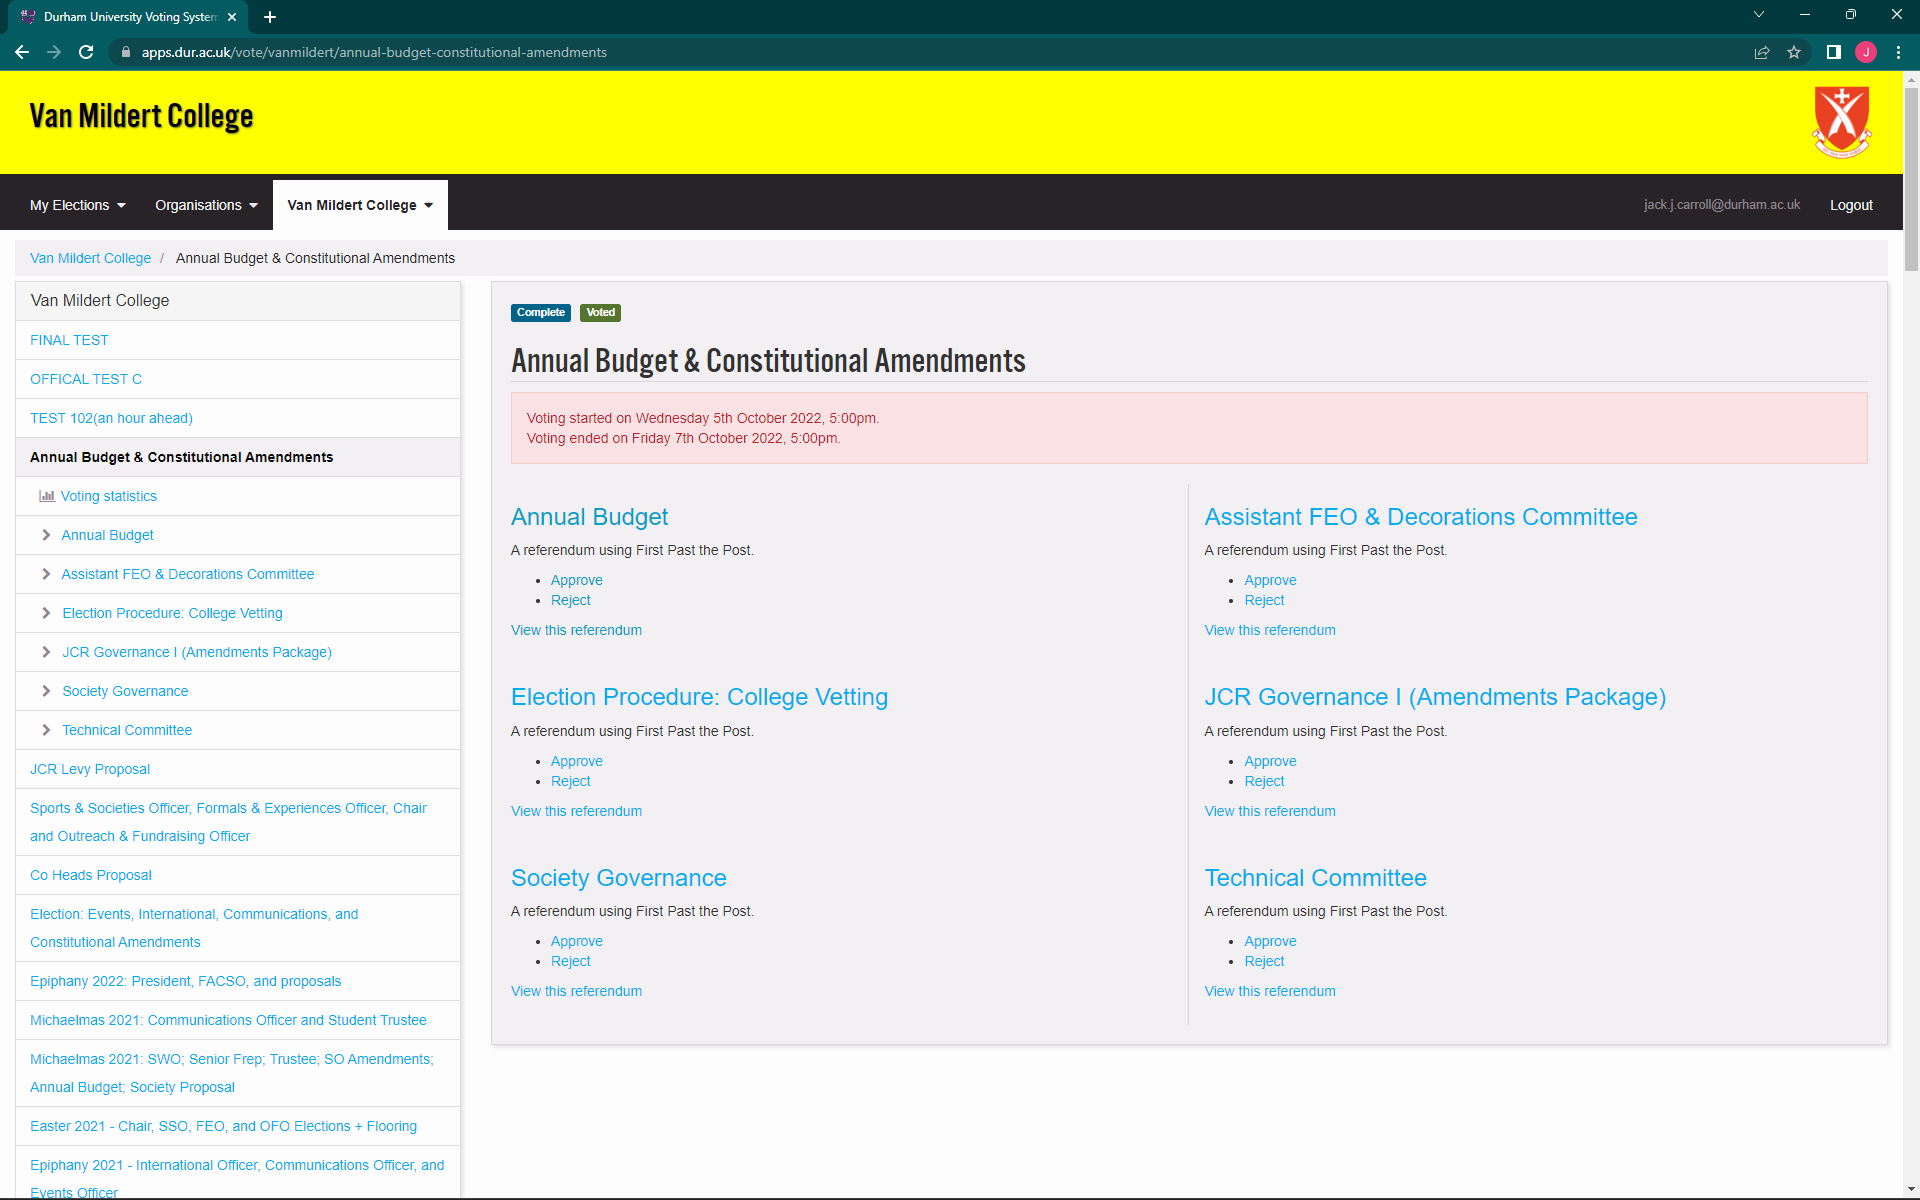 Durham University Voting System
apps.dur.ac.uk/vote/vanmildert/annual-budget-constitutional-amendments
J
Van Mildert College
My Elections
Organisations
Van Mildert College
jack.j.carroll@durham.ac.uk
Logout
Van Mildert College / Annual Budget & Constitutional Amendments
Van Mildert College
FINAL TEST
OFFICAL TEST C
TEST 102(an hour ahead)
Annual Budget & Constitutional Amendments
Voting statistics
Annual Budget
Assistant FEO & Decorations Committee
Election Procedure: College Vetting
JCR Governance I (Amendments Package)
Society Governance
Technical Committee
JCR Levy Proposal
Sports & Societies Officer, Formals & Experiences Officer, Chair
and Outreach & Fundraising Officer
Co Heads Proposal
Election: Events, International, Communications, and
Constitutional Amendments
Epiphany 2022: President, FACSO, and proposals
Michaelmas 2021: Communications Officer and Student Trustee
Michaelmas 2021: SWO; Senior Frep; Trustee; SO Amendments;
Annual Budget; Society Proposal
Easter 2021 - Chair, SSO, FEO, and OFO Elections + Flooring
Epiphany 2021 - International Officer, Communications Officer, and
Events Officer
Complete Voted
Annual Budget & Constitutional Amendments
Voting started on Wednesday 5th October 2022, 5:00pm.
Voting ended on Friday 7th October 2022, 5:00pm.
Annual Budget
A referendum using First Past the Post.
Approve
Reject
View this referendum
Assistant FEO & Decorations Committee
A referendum using First Past the Post.
Approve
Reject
View this referendum
Election Procedure: College Vetting
A referendum using First Past the Post.
Approve
Reject
View this referendum
JCR Governance I (Amendments Package)
A referendum using First Past the Post.
Approve
Reject
View this referendum
Society Governance
A referendum using First Past the Post.
Approve
Reject
View this referendum
Technical Committee
A referendum using First Past the Post.
Approve
Reject
View this referendum